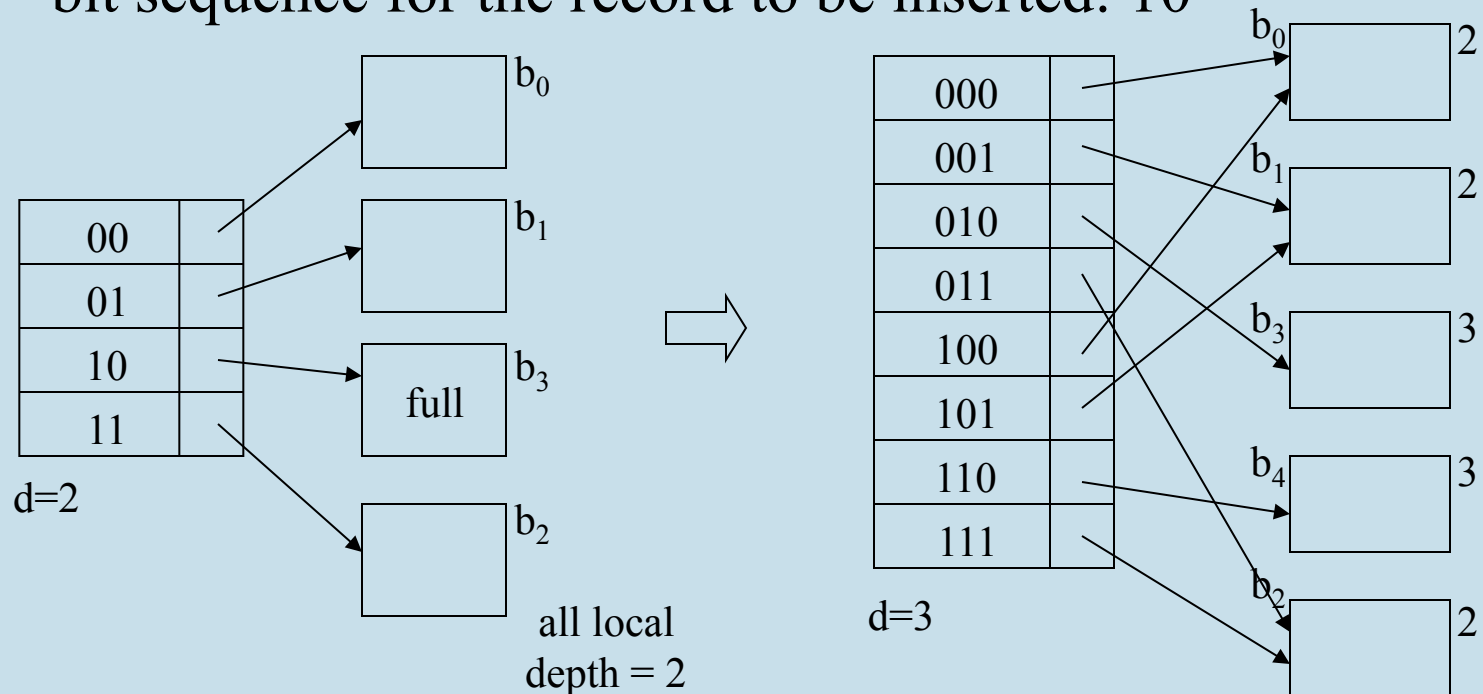 bit sequence for the record to be inserted: 10
00
01
10
11
d=2
b₀
b₁
full
b₃
b₂
all local
depth = 2
000
001
010
011
100
101
110
111
d=3
b₀ 2
b₁ 2
b₃ 3
b₄ 3
b₂ 2